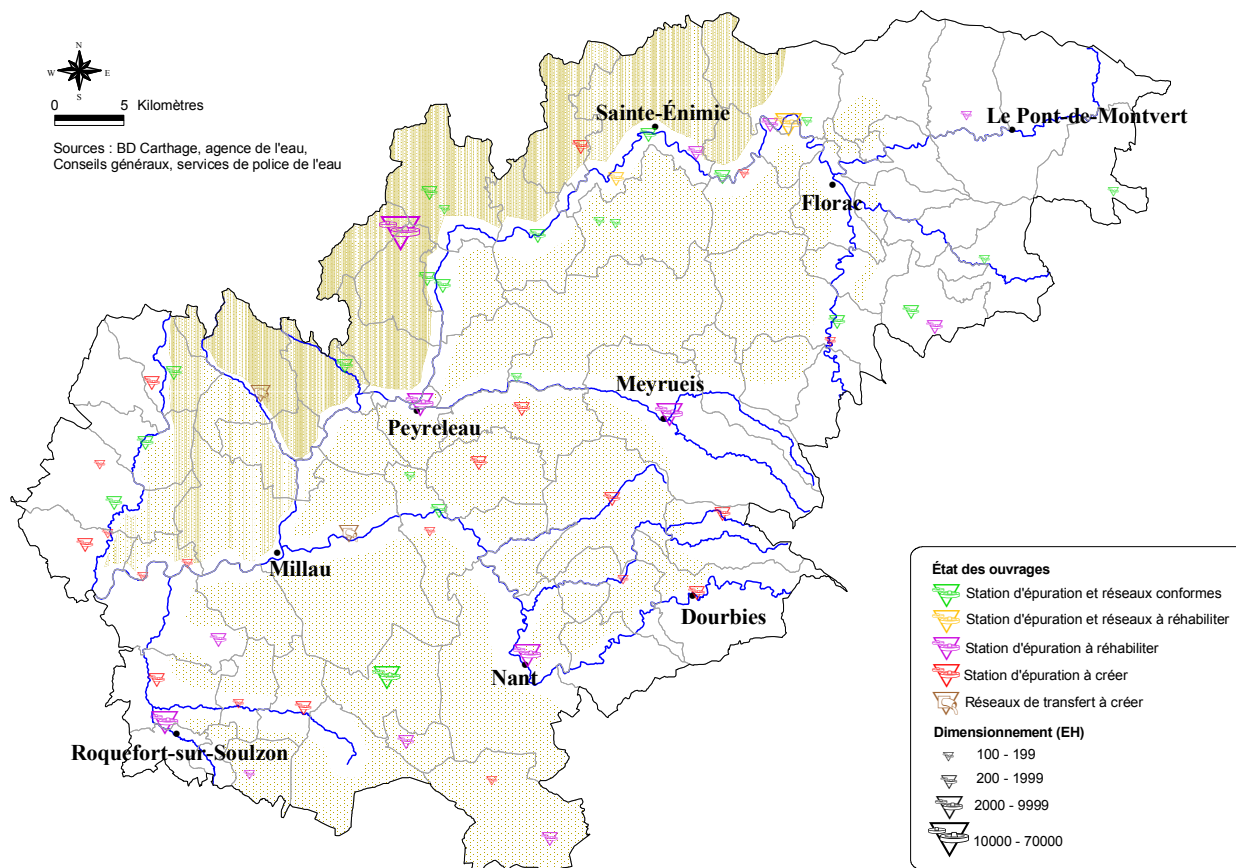 N
W E
S
0 5 Kilomètres
Sources : BD Carthage, agence de l'eau,
Conseils généraux, services de police de l'eau
Sainte-Énimie
Le Pont-de-Montvert
Florac
Meyrueis
Peyreleau
Millau
Dourbies
Nant
Roquefort-sur-Soulzon
État des ouvrages
Station d'épuration et réseaux conformes
Station d'épuration et réseaux à réhabiliter
Station d'épuration à réhabiliter
Station d'épuration à créer
Réseaux de transfert à créer
Dimensionnement (EH)
100 - 199
200 - 1999
2000 - 9999
10000 - 70000